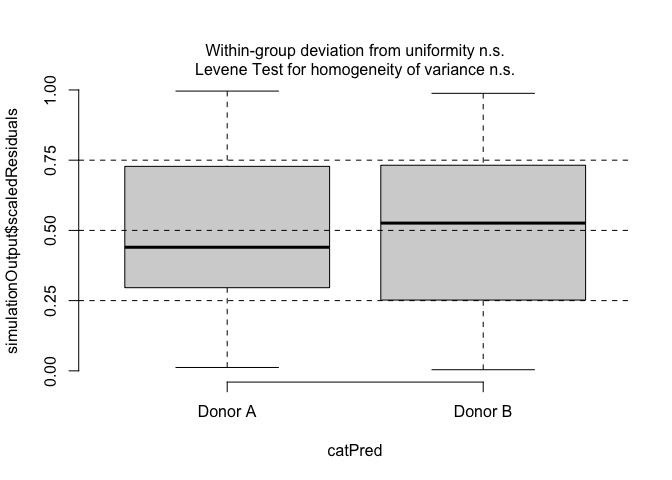 Within-group deviation from uniformity n.s.
Levene Test for homogeneity of variance n.s.
simulationOutput$scaledResiduals
1.00
0.75
0.50
0.25
0.00
Donor A
Donor B
catPred